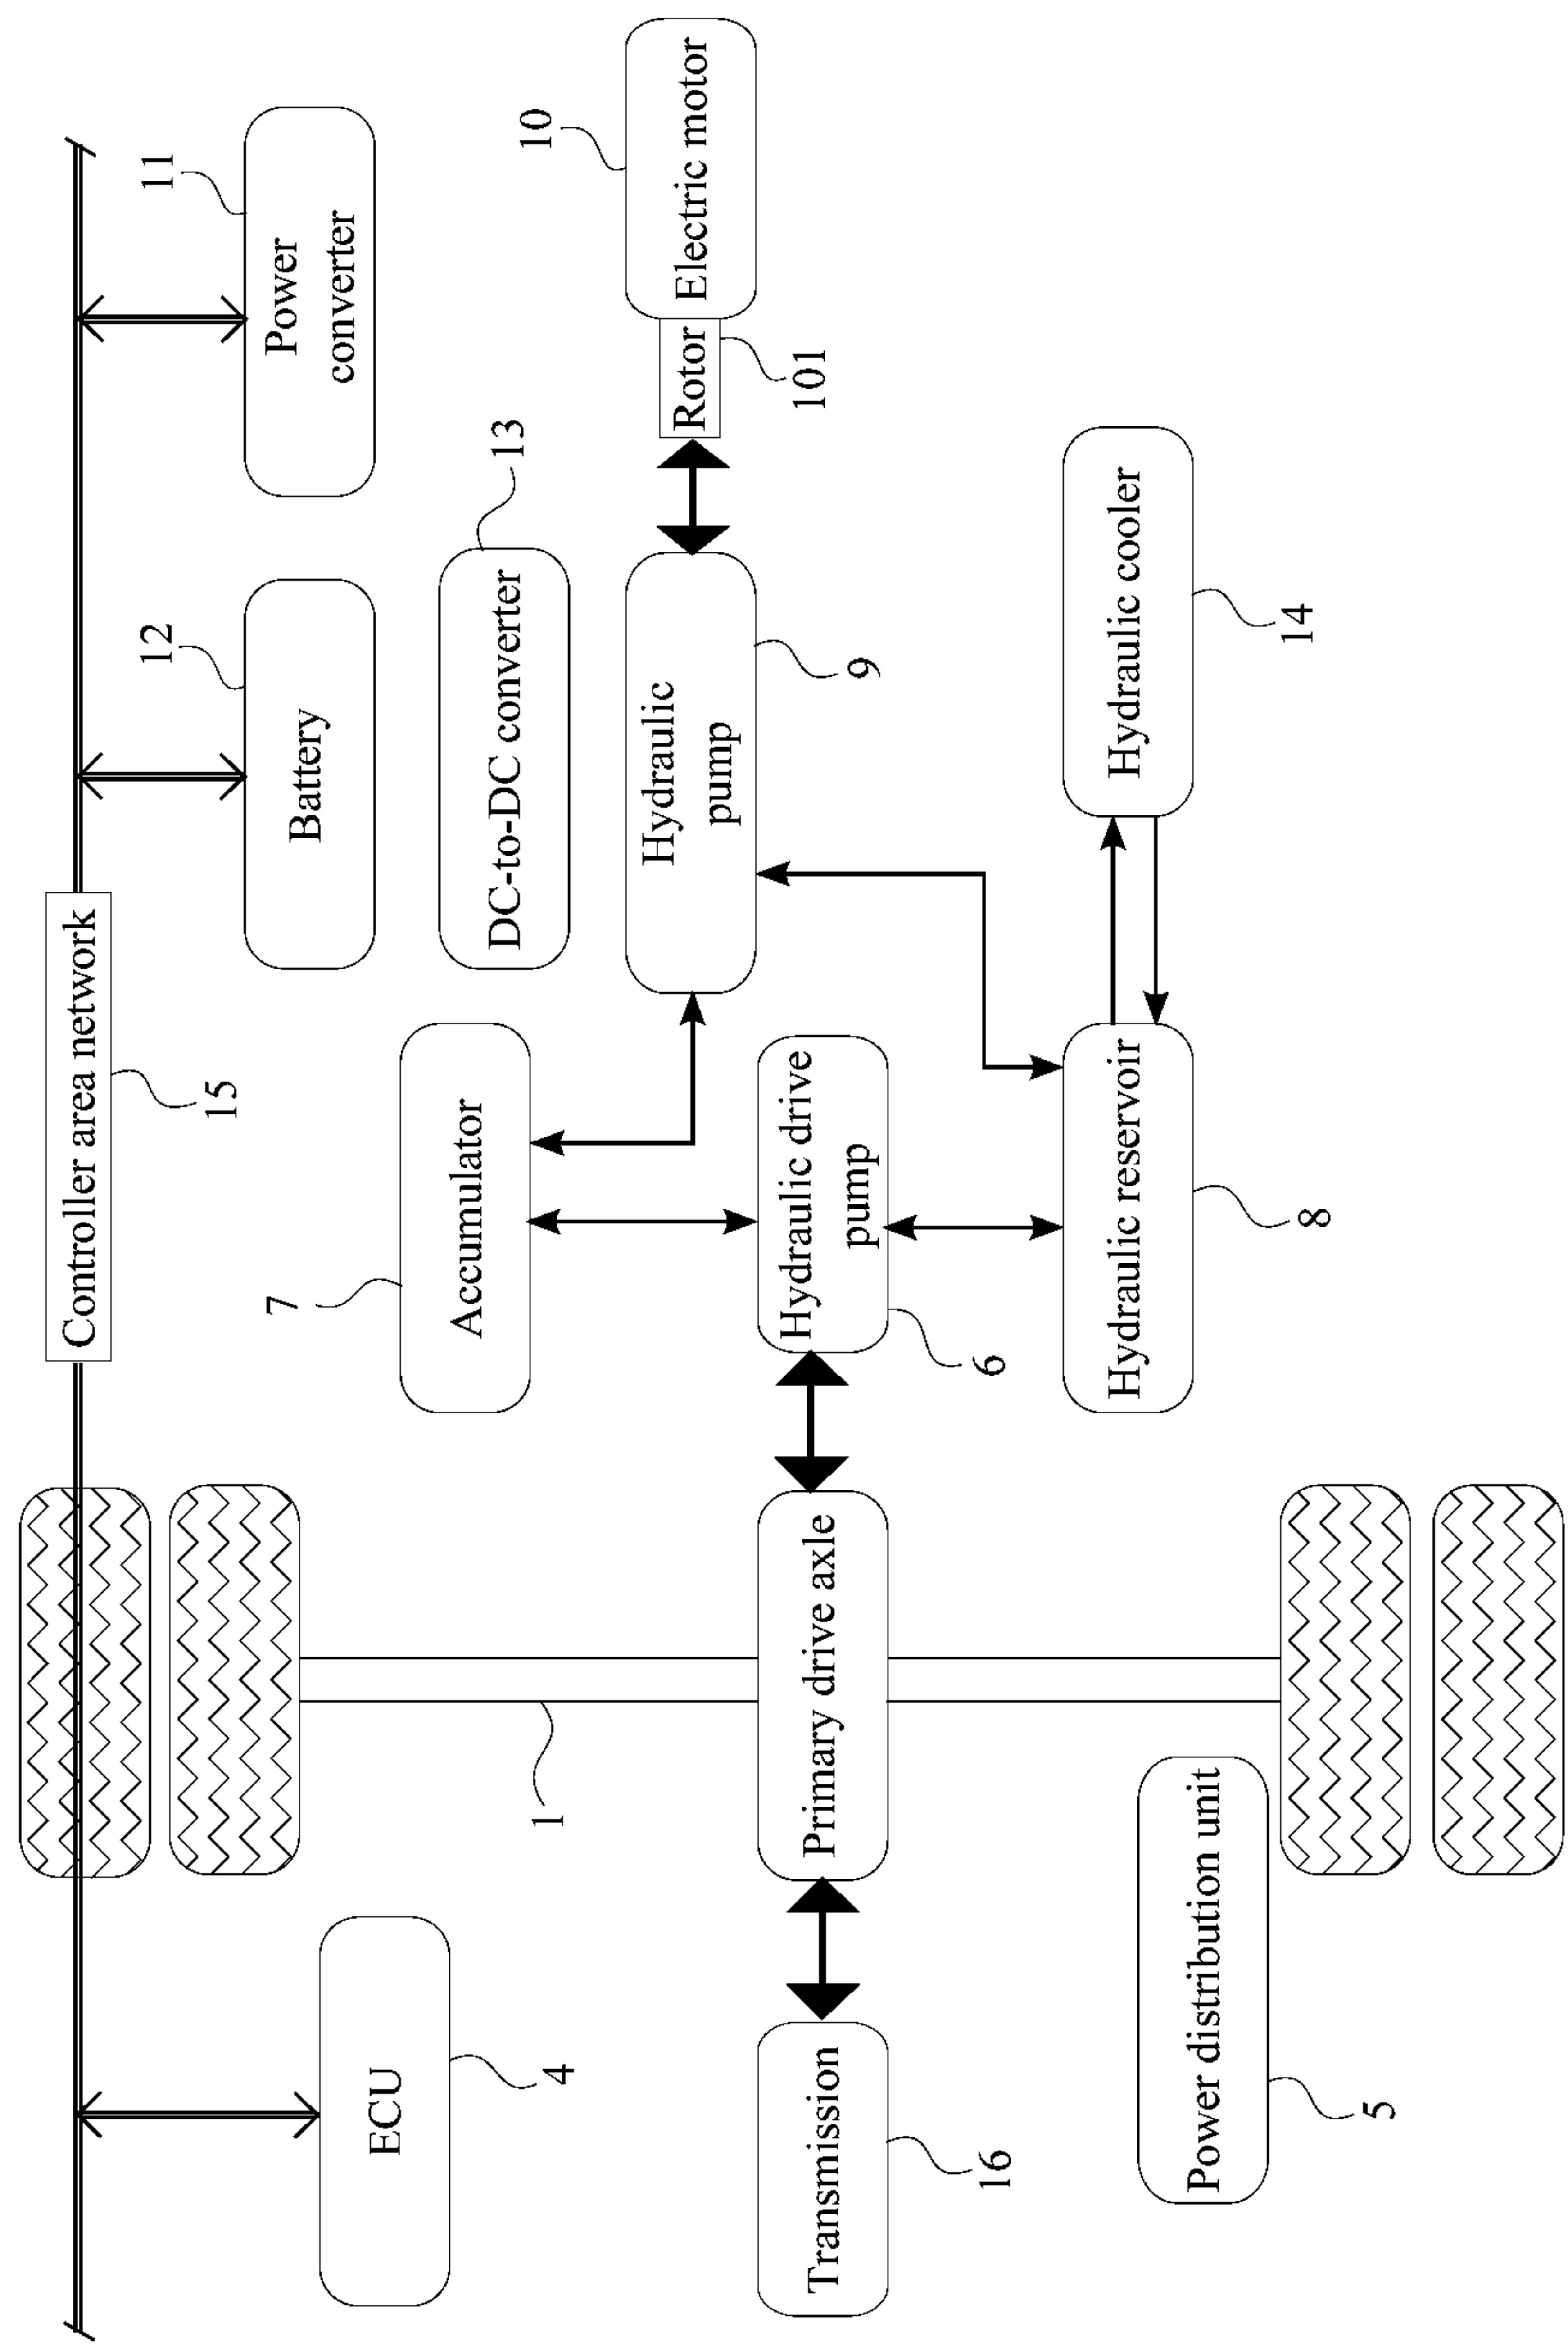 Controller area network
15
ECU
4
12
Battery
11
Power
converter
7
Accumulator
13
DC-to-DC converter
1
Transmission
16
Primary drive axle
Hydraulic drive
pump
6
Hydraulic
pump
9
Rotor
101
10
Electric motor
Power distribution unit
5
Hydraulic reservoir
8
Hydraulic cooler
14